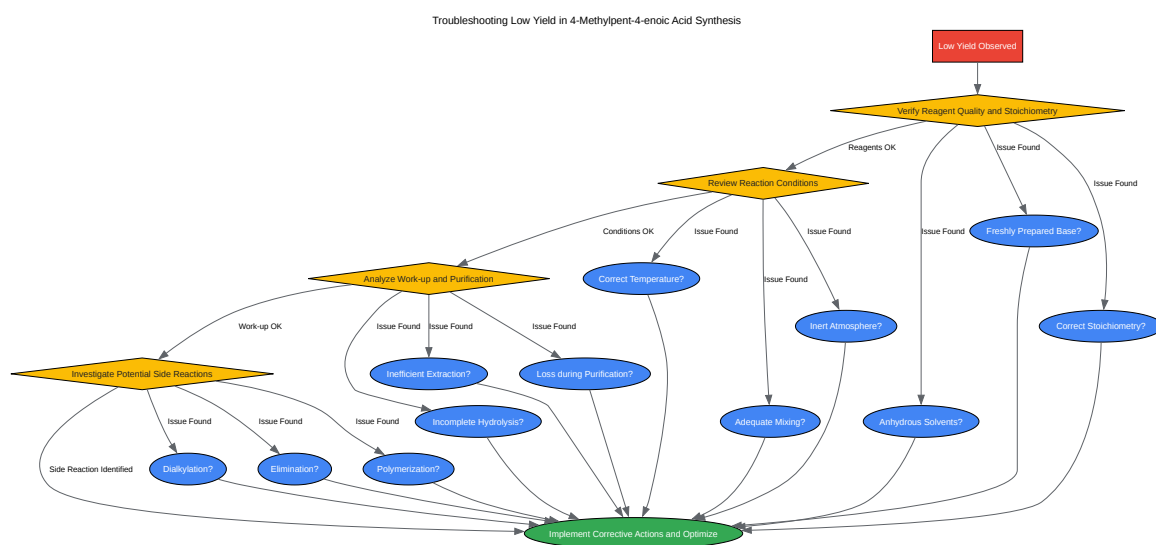 Troubleshooting Low Yield in 4-Methylpent-4-enoic Acid Synthesis
Low Yield Observed
Verify Reagent Quality and Stoichiometry
Reagents OK
Issue Found
Issue Found
Review Reaction Conditions
Conditions OK
Issue Found
Issue Found
Issue Found
Freshly Prepared Base?
Analyze Work-up and Purification
Correct Temperature?
Issue Found
Work-up OK
Issue Found
Issue Found
Issue Found
Inert Atmosphere?
Correct Stoichiometry?
Investigate Potential Side Reactions
Inefficient Extraction?
Loss during Purification?
Issue Found
Issue Found
Issue Found
Incomplete Hydrolysis?
Adequate Mixing?
Anhydrous Solvents?
Side Reaction Identified
Dialkylation?
Elimination?
Polymerization?
Implement Corrective Actions and Optimize